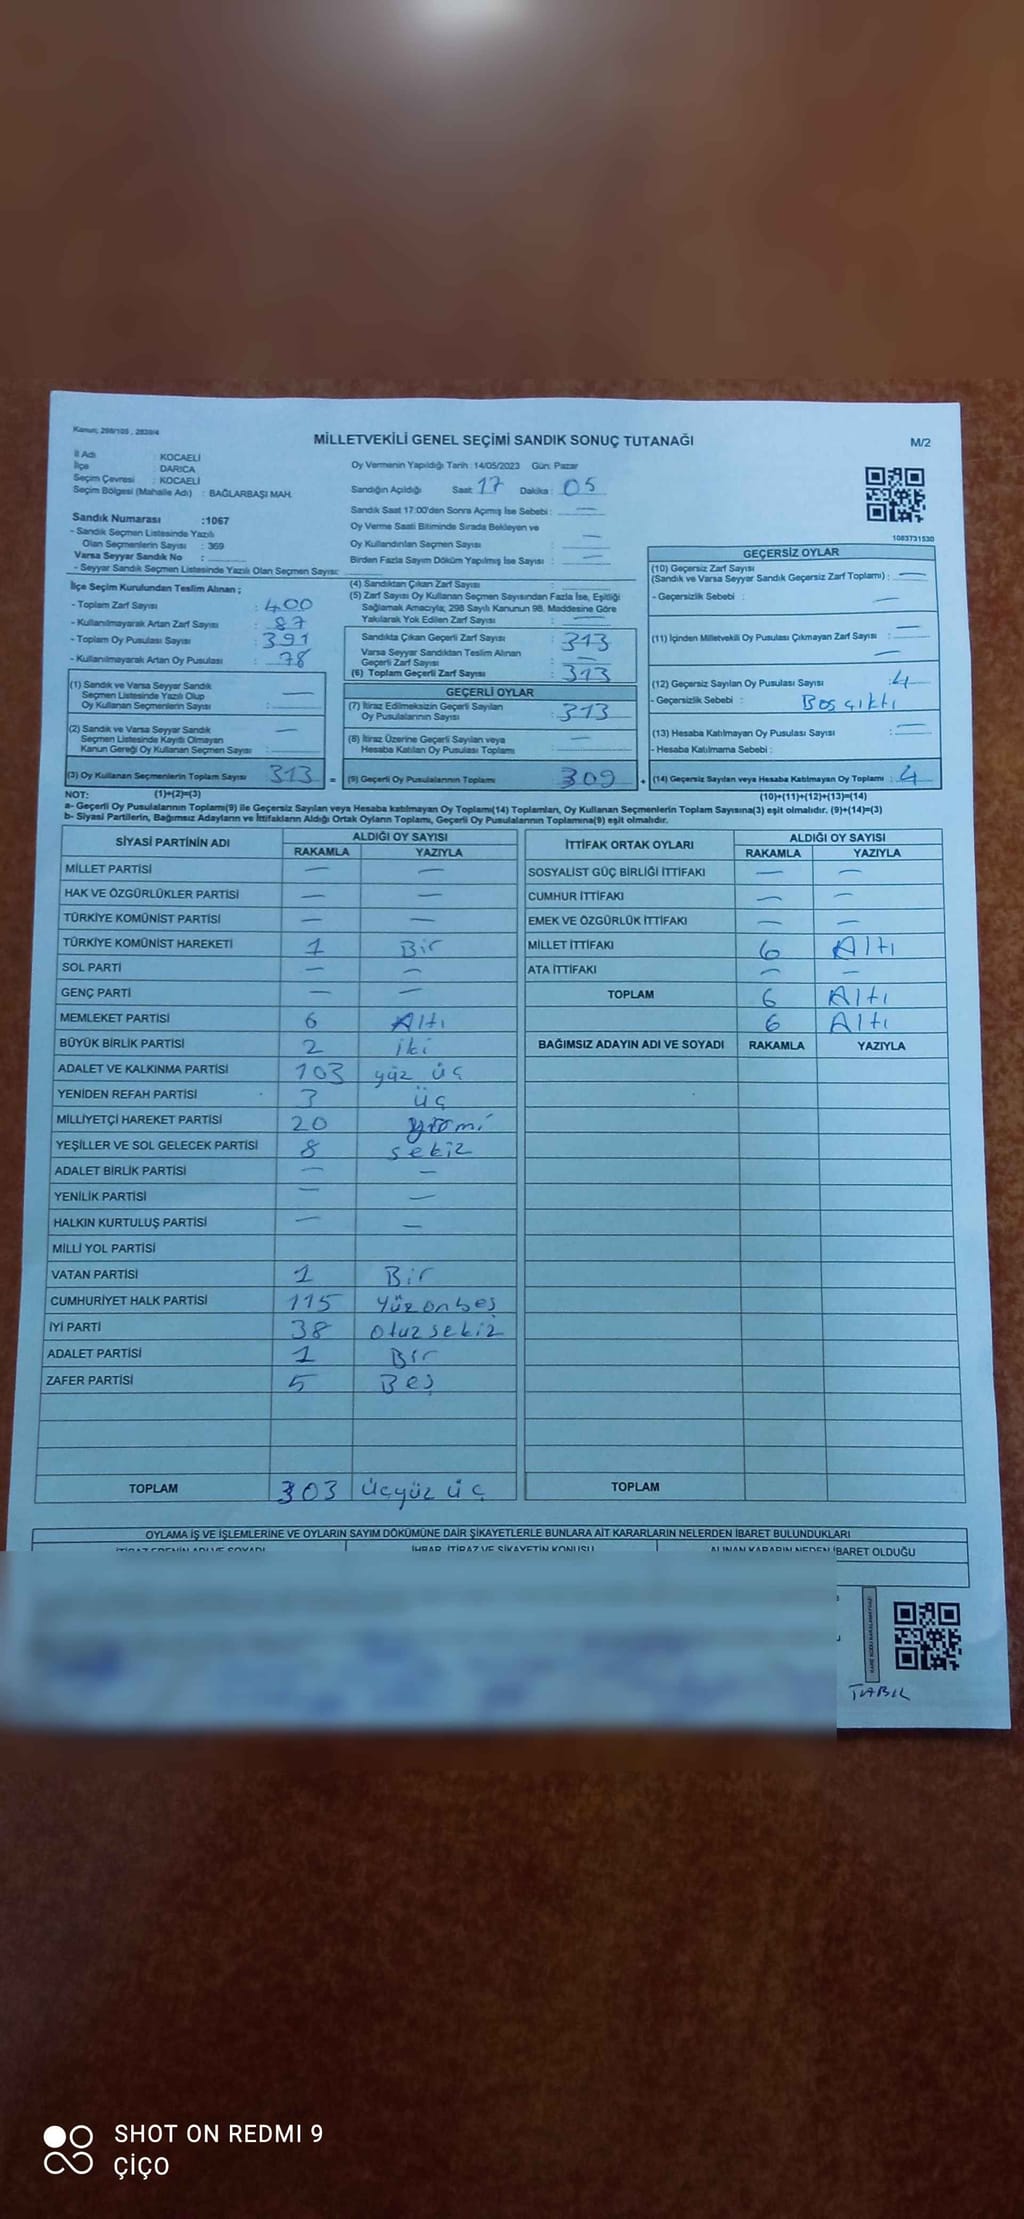 Kanun: 298/105 , 2839/4
MİLLETVEKİLİ GENEL SEÇİMİ SANDIK SONUÇ TUTANAĞI
M/2
İl Adı : KOCAELİ
İlçe : DARICA
Seçim Çevresi : KOCAELİ
Seçim Bölgesi (Mahalle Adı) : BAĞLARBAŞI MAH.
Oy Vermenin Yapıldığı Tarih :14/05/2023 Gün: Pazar
Sandığın Açıldığı Saat: 17 Dakika : 05
Sandık Saat 17:00'den Sonra Açmış İse Sebebi : —
Oy Verme Saati Bitiminde Sırada Bekleyen ve
Oy Kullandırılan Seçmen Sayısı : —
Birden Fazla Sayım Döküm Yapılmış İse Sayısı : —
1083731530
Sandık Numarası :1067
- Sandık Seçmen Listesinde Yazılı
Olan Seçmenlerin Sayısı : 369
Varsa Seyyar Sandık No :
- Seyyar Sandık Seçmen Listesinde Yazılı Olan Seçmen Sayısı:
İlçe Seçim Kurulundan Teslim Alınan ;
- Toplam Zarf Sayısı : 400
- Kullanılmayarak Artan Zarf Sayısı : 87
- Toplam Oy Pusulası Sayısı : 391
- Kullanılmayarak Artan Oy Pusulası : 78
(1) Sandık ve Varsa Seyyar Sandık
Seçmen Listesinde Yazılı Olup
Oy Kullanan Seçmenlerin Sayısı : —
(2) Sandık ve Varsa Seyyar Sandık
Seçmen Listesinde Kayıtlı Olmayan
Kanun Gereği Oy Kullanan Seçmen Sayısı : —
(3) Oy Kullanan Seçmenlerin Toplam Sayısı : 313 =
(4) Sandıktan Çıkan Zarf Sayısı :
(5) Zarf Sayısı Oy Kullanan Seçmen Sayısından Fazla İse, Eşitliği
Sağlamak Amacıyla; 298 Sayılı Kanunun 98. Maddesine Göre
Yakılarak Yok Edilen Zarf Sayısı : —
Sandıkta Çıkan Geçerli Zarf Sayısı : 313
Varsa Seyyar Sandıktan Teslim Alınan
Geçerli Zarf Sayısı : —
(6) Toplam Geçerli Zarf Sayısı : 313
GEÇERLİ OYLAR
(7) İtiraz Edilmeksizin Geçerli Sayılan
Oy Pusulalarının Sayısı : 313
(8) İtiraz Üzerine Geçerli Sayılan veya
Hesaba Katılan Oy Pusulası Toplamı : —
(9) Geçerli Oy Pusulalarının Toplamı : 309 +
GEÇERSİZ OYLAR
(10) Geçersiz Zarf Sayısı
(Sandık ve Varsa Seyyar Sandık Geçersiz Zarf Toplamı) : —
- Geçersizlik Sebebi : —
(11) İçinden Milletvekili Oy Pusulası Çıkmayan Zarf Sayısı : —
(12) Geçersiz Sayılan Oy Pusulası Sayısı : 4
- Geçersizlik Sebebi : Boş çıktı
(13) Hesaba Katılmayan Oy Pusulası Sayısı : —
- Hesaba Katılmama Sebebi :
(14) Geçersiz Sayılan veya Hesaba Katılmayan Oy Toplamı : 4
NOT: (1)+(2)=(3) (10)+(11)+(12)+(13)=(14)
a- Geçerli Oy Pusulalarının Toplamı(9) ile Geçersiz Sayılan veya Hesaba katılmayan Oy Toplamı(14) Toplamları, Oy Kullanan Seçmenlerin Toplam Sayısına(3) eşit olmalıdır. (9)+(14)=(3)
b- Siyasi Partilerin, Bağımsız Adayların ve İttifakların Aldığı Ortak Oyların Toplamı, Geçerli Oy Pusulalarının Toplamına(9) eşit olmalıdır.
SİYASİ PARTİNİN ADI ALDIĞI OY SAYISI
RAKAMLA YAZIYLA
MİLLET PARTİSİ — —
HAK VE ÖZGÜRLÜKLER PARTİSİ — —
TÜRKİYE KOMÜNİST PARTİSİ — —
TÜRKİYE KOMÜNİST HAREKETİ 1 Bir
SOL PARTİ — —
GENÇ PARTİ — —
MEMLEKET PARTİSİ 6 Altı
BÜYÜK BİRLİK PARTİSİ 2 iki
ADALET VE KALKINMA PARTİSİ 103 yüz üç
YENİDEN REFAH PARTİSİ 3 üç
MİLLİYETÇİ HAREKET PARTİSİ 20 yirmi
YEŞİLLER VE SOL GELECEK PARTİSİ 8 sekiz
ADALET BİRLİK PARTİSİ — —
YENİLİK PARTİSİ — —
HALKIN KURTULUŞ PARTİSİ — —
MİLLİ YOL PARTİSİ
VATAN PARTİSİ 1 Bir
CUMHURİYET HALK PARTİSİ 115 yüzonbeş
İYİ PARTİ 38 otuzsekiz
ADALET PARTİSİ 1 Bir
ZAFER PARTİSİ 5 Beş
TOPLAM 303 üçyüz üç
İTTİFAK ORTAK OYLARI ALDIĞI OY SAYISI
RAKAMLA YAZIYLA
SOSYALİST GÜÇ BİRLİĞİ İTTİFAKI — —
CUMHUR İTTİFAKI — —
EMEK VE ÖZGÜRLÜK İTTİFAKI — —
MİLLET İTTİFAKI 6 Altı
ATA İTTİFAKI — —
TOPLAM 6 Altı
6 Altı
BAĞIMSIZ ADAYIN ADI VE SOYADI RAKAMLA YAZIYLA
TOPLAM
OYLAMA İŞ VE İŞLEMLERİNE VE OYLARIN SAYIM DÖKÜMÜNE DAİR ŞİKAYETLERLE BUNLARA AİT KARARLARIN NELERDEN İBARET BULUNDUKLARI
İTİRAZ EDENİN ADI VE SOYADI İHBAR, İTİRAZ VE ŞİKAYETİN KONUSU ALINAN KARARIN NEDEN İBARET OLDUĞU
SHOT ON REDMI 9
ÇİÇO